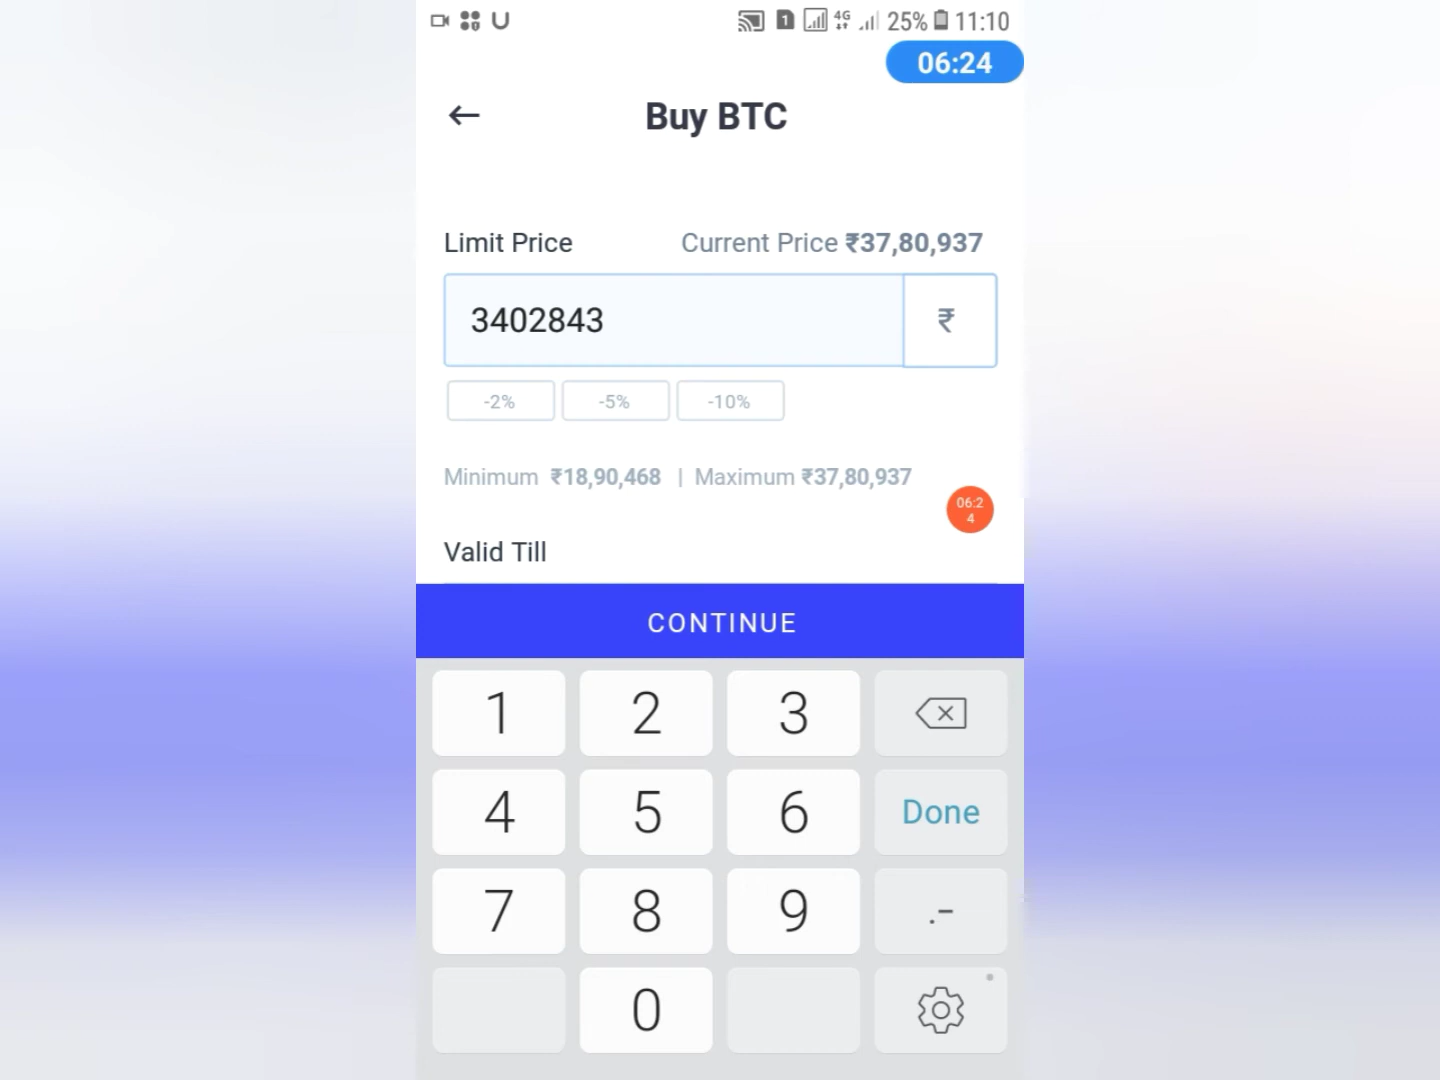 1 4G 25% 11:10
06:24
Buy BTC
Limit Price Current Price ₹37,80,937
3402843 ₹
-2% -5% -10%
Minimum ₹18,90,468 | Maximum ₹37,80,937
06:2
4
Valid Till
CONTINUE
1 2 3
4 5 6 Done
7 8 9 .-
0